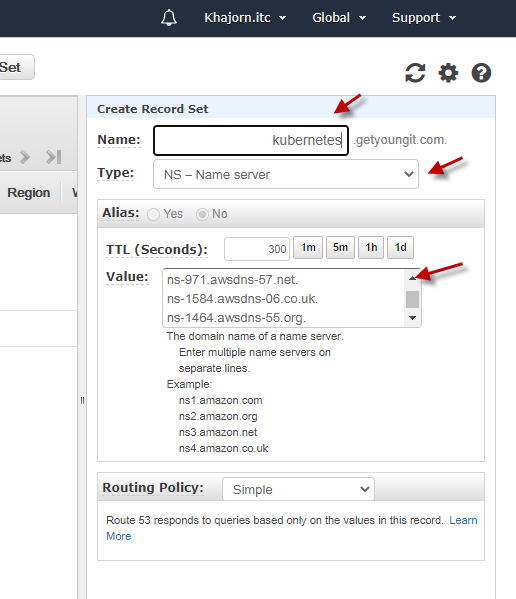 Khajorn.itc Global Support
Set
Create Record Set
Name: kubernetes .getyoungit.com.
Type: NS – Name server
ets
Region
Alias: Yes No
TTL (Seconds): 300 1m 5m 1h 1d
Value: ns-971.awsdns-57.net.
ns-1584.awsdns-06.co.uk.
ns-1464.awsdns-55.org.
The domain name of a name server.
Enter multiple name servers on
separate lines.
Example:
ns1.amazon.com
ns2.amazon.org
ns3.amazon.net
ns4.amazon.co.uk
Routing Policy: Simple
Route 53 responds to queries based only on the values in this record. Learn
More